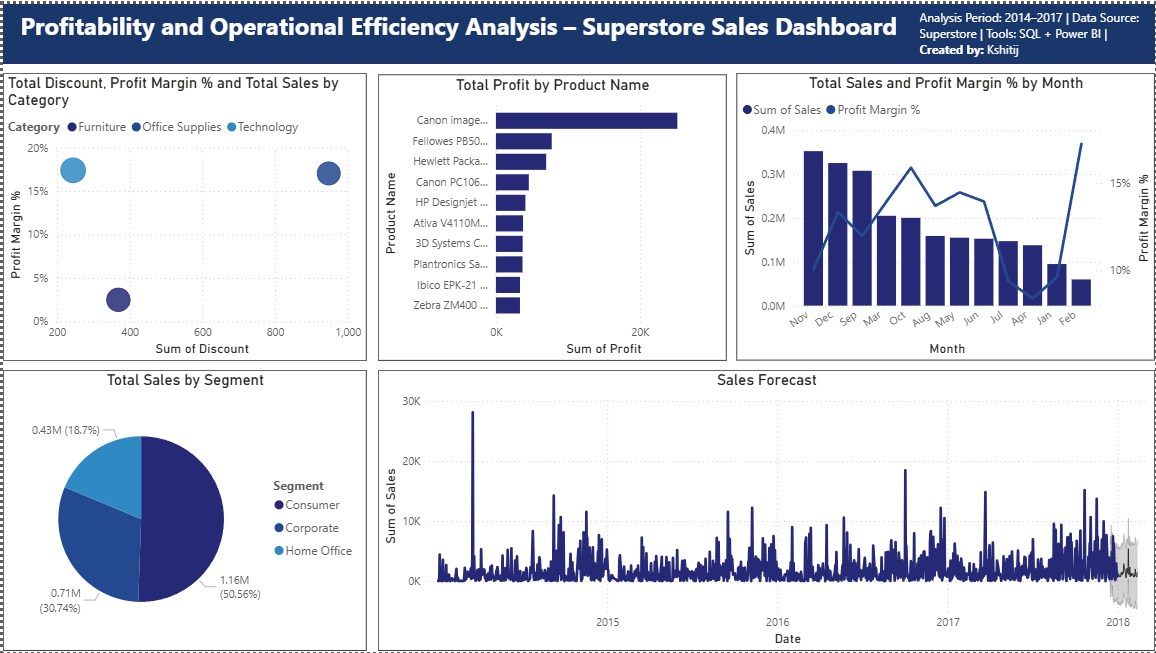 Profitability and Operational Efficiency Analysis – Superstore Sales Dashboard
Analysis Period: 2014–2017 | Data Source:
Superstore | Tools: SQL + Power BI |
Created by: Kshitij
Total Discount, Profit Margin % and Total Sales by
Category
Category Furniture Office Supplies Technology
20%
15%
10%
5%
0%
Profit Margin %
200 400 600 800 1,000
Sum of Discount
Total Profit by Product Name
Product Name
Canon image...
Fellowes PB50...
Hewlett Packa...
Canon PC106...
HP Designjet ...
Ativa V4110M...
3D Systems C...
Plantronics Sa...
Ibico EPK-21 ...
Zebra ZM400 ...
0K 20K
Sum of Profit
Total Sales and Profit Margin % by Month
Sum of Sales Profit Margin %
0.4M
0.3M
0.2M
0.1M
0.0M
Sum of Sales
15%
10%
Profit Margin %
Nov Dec Sep Mar Oct Aug May Jun Jul Apr Jan Feb
Month
Total Sales by Segment
0.43M (18.7%)
0.71M
(30.74%)
1.16M
(50.56%)
Segment
Consumer
Corporate
Home Office
Sales Forecast
30K
20K
10K
0K
Sum of Sales
2015 2016 2017 2018
Date